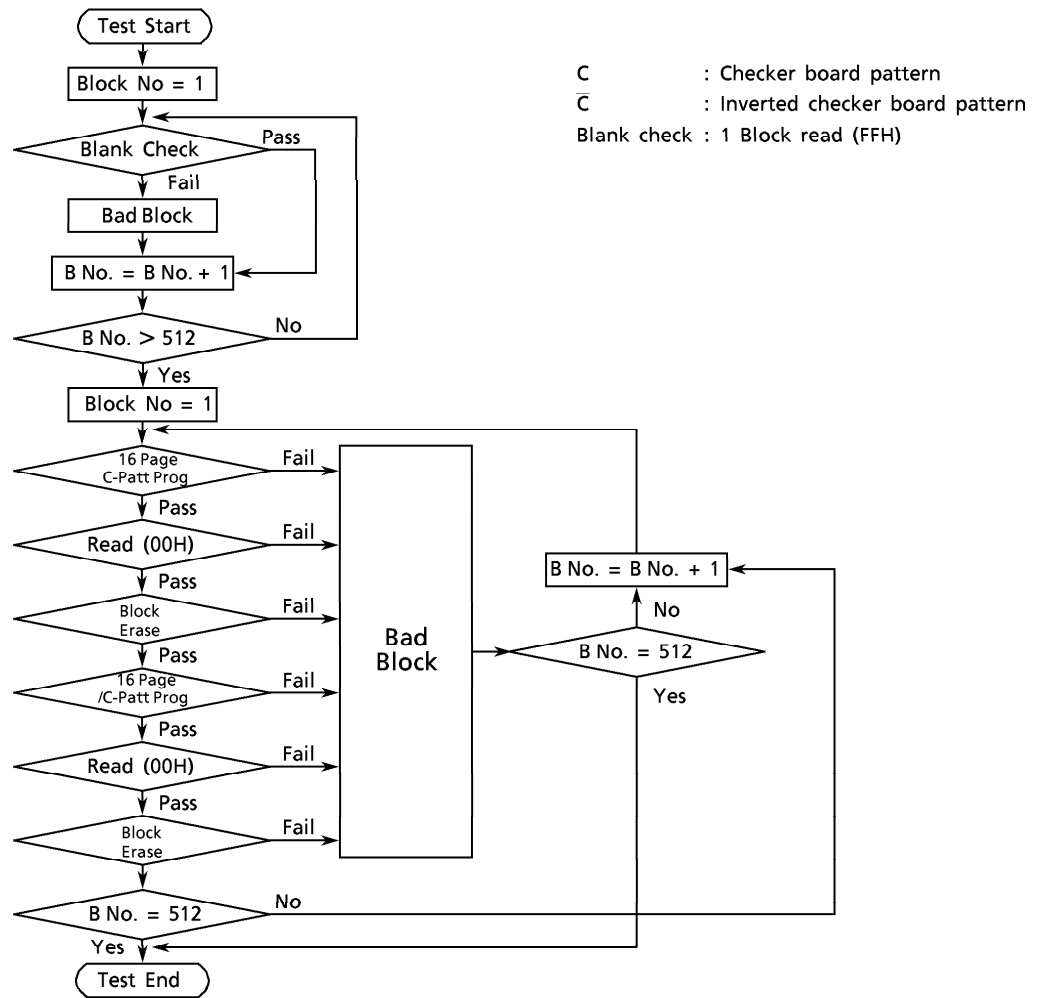 Test Start
Block No = 1
C : Checker board pattern
C̅ : Inverted checker board pattern
Blank check : 1 Block read (FFH)
Blank Check
Pass
Fail
Bad Block
B No. = B No. + 1
B No. > 512
No
Yes
Block No = 1
16 Page
C-Patt Prog
Fail
Pass
Read (00H)
Fail
Pass
Block
Erase
Fail
Pass
16 Page
/C-Patt Prog
Fail
Pass
Read (00H)
Fail
Pass
Block
Erase
Fail
Bad
Block
B No. = B No. + 1
No
B No. = 512
Yes
B No. = 512
No
Yes
Test End